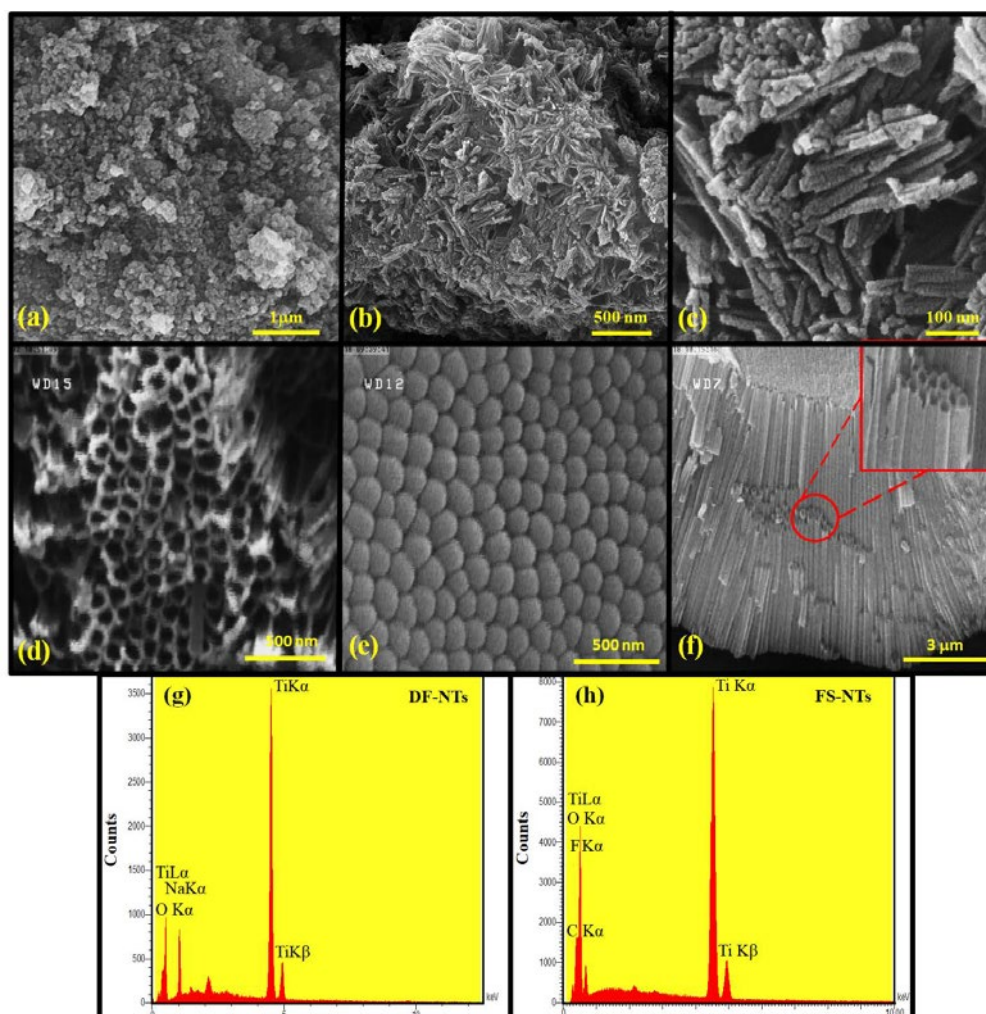 (a)
1µm
(b)
500 nm
(c)
100 nm
WD15
(d)
500 nm
WD12
(e)
500 nm
WD7
(f)
3 µm
(g)
DF-NTs
TiKα
3500
3000
2500
2000
1500
1000
500
0
Counts
TiLα
NaKα
O Kα
TiKβ
keV
(h)
FS-NTs
Ti Kα
8000
7000
6000
5000
4000
3000
2000
1000
0
Counts
TiLα
O Kα
F Kα
C Kα
Ti Kβ
keV